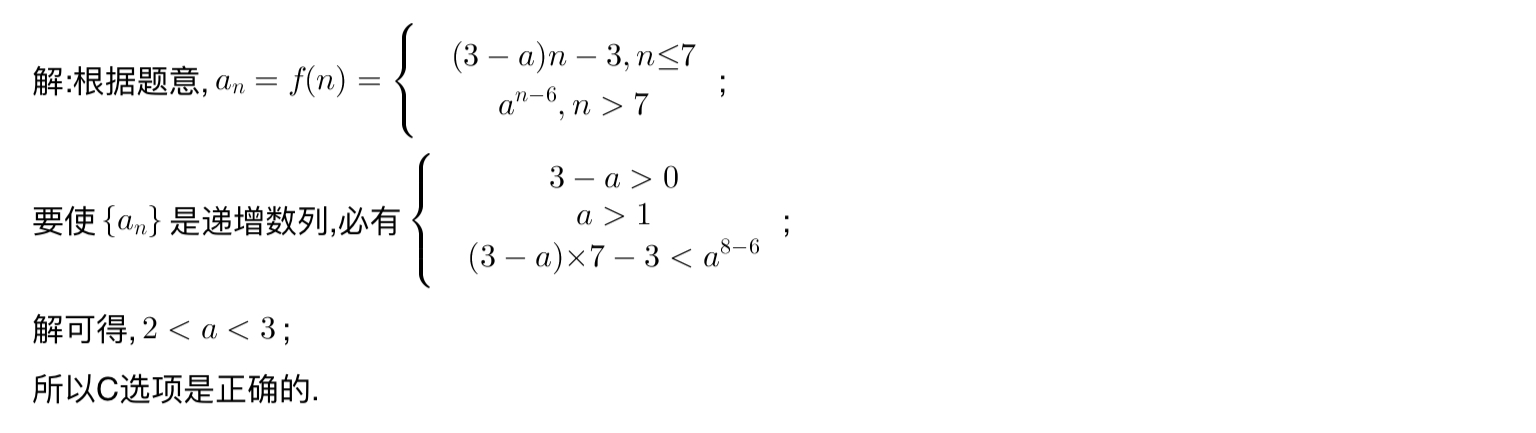 解:根据题意, $a_n = f(n) = \begin{cases} (3-a)n-3, n \leq 7 \\ a^{n-6}, n > 7 \end{cases}$ ;
要使 $\{a_n\}$ 是递增数列,必有 $\begin{cases} 3-a > 0 \\ a > 1 \\ (3-a) \times 7 - 3 < a^{8-6} \end{cases}$ ;
解可得, $2 < a < 3$ ;
所以C选项是正确的.